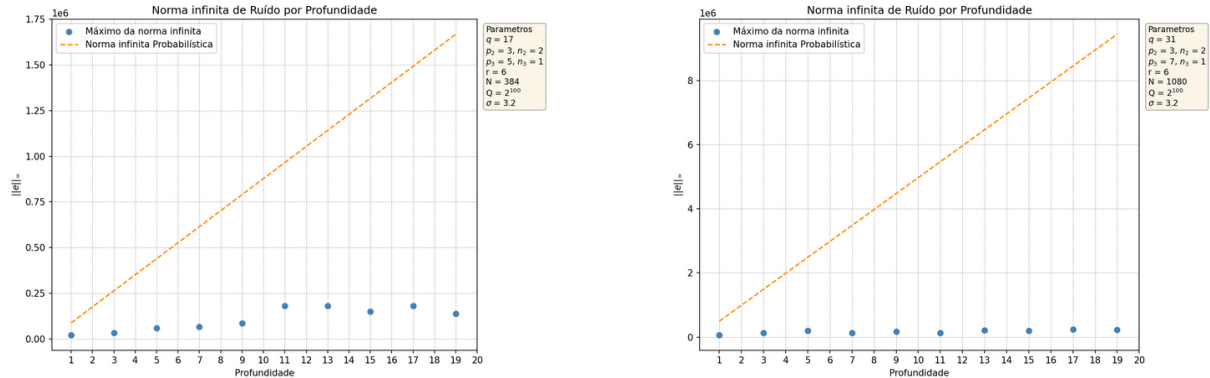 Norma infinita de Ruído por Profundidade
1e6
Máximo da norma infinita
Norma infinita Probabilística
1.75
1.50
1.25
1.00
0.75
0.50
0.25
0.00
||e||∞
1 2 3 4 5 6 7 8 9 10 11 12 13 14 15 16 17 18 19 20
Profundidade
Parametros
q = 17
p₂ = 3, n₂ = 2
p₃ = 5, n₃ = 1
r = 6
N = 384
Q = 2¹⁰⁰
σ = 3.2
Norma infinita de Ruído por Profundidade
1e6
Máximo da norma infinita
Norma infinita Probabilística
8
6
4
2
0
||e||∞
1 2 3 4 5 6 7 8 9 10 11 12 13 14 15 16 17 18 19 20
Profundidade
Parametros
q = 31
p₂ = 3, n₂ = 2
p₃ = 7, n₃ = 1
r = 6
N = 1080
Q = 2¹⁰⁰
σ = 3.2